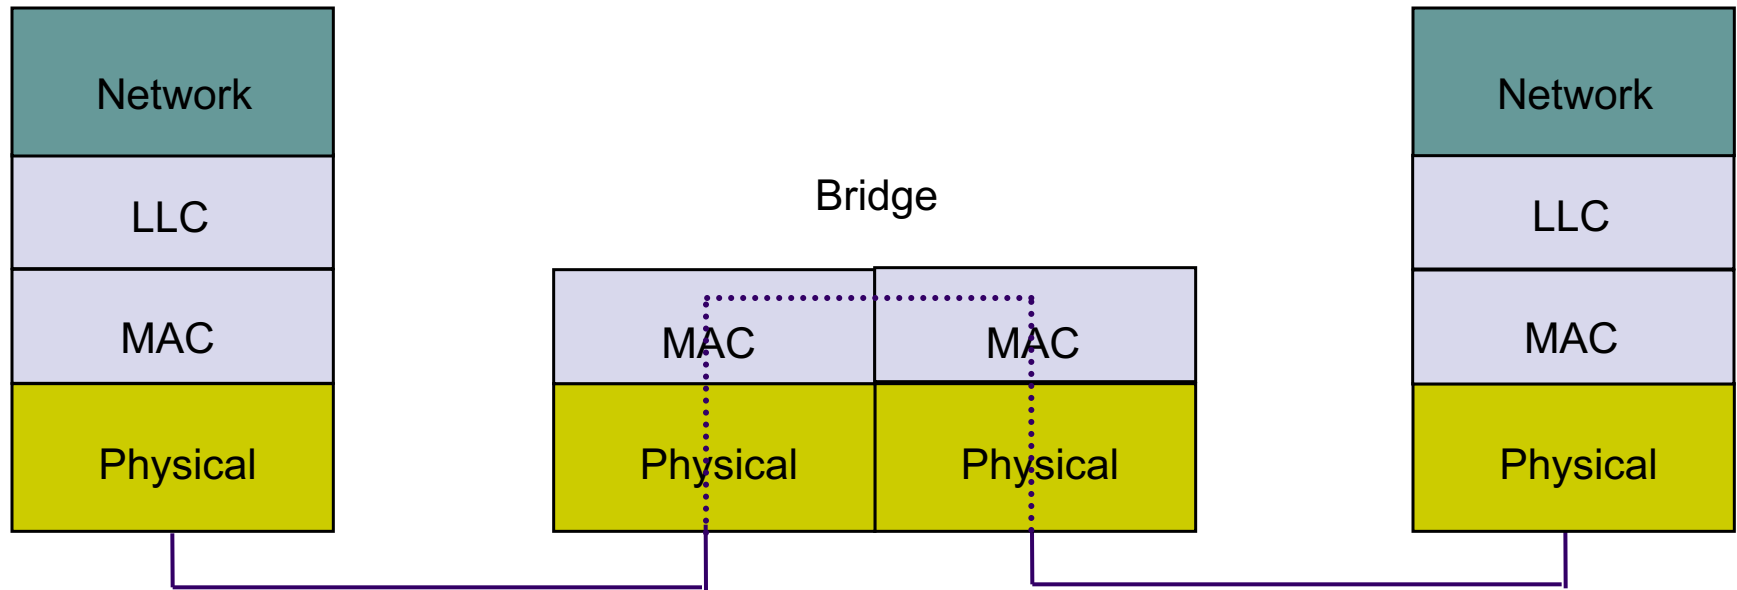 Network
LLC
MAC
Physical
Bridge
MAC
MAC
Physical
Physical
Network
LLC
MAC
Physical